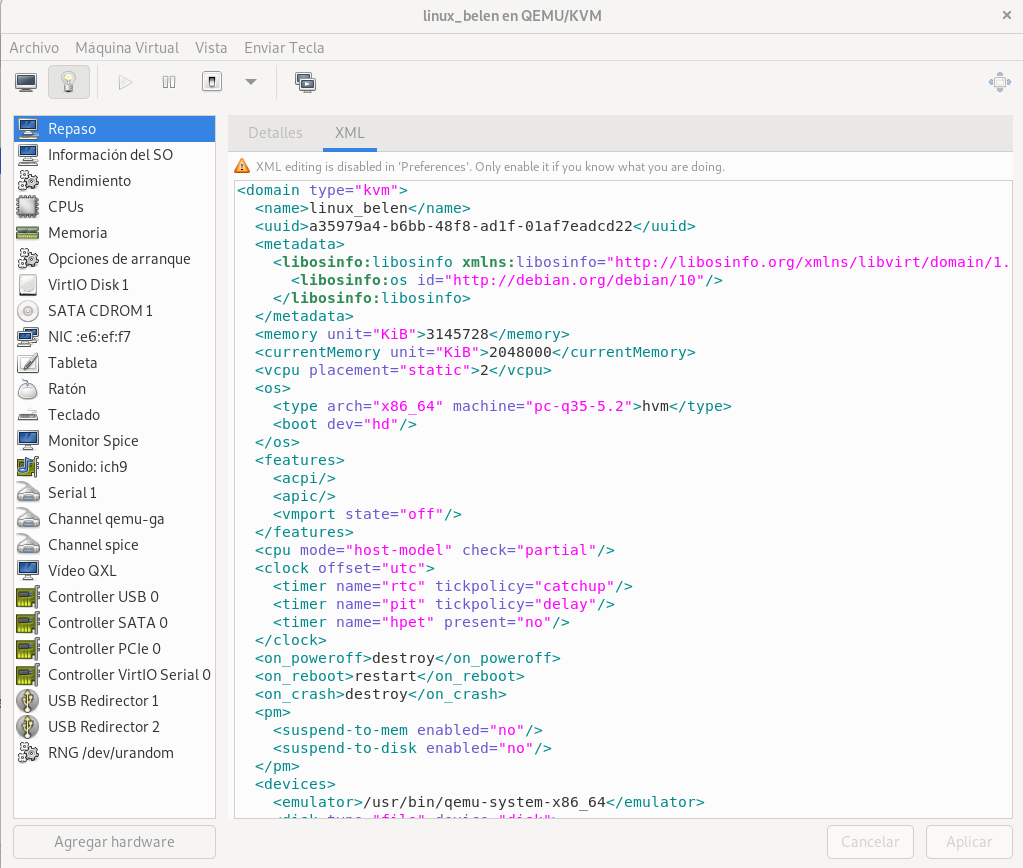 linux_belen en QEMU/KVM
Archivo Máquina Virtual Vista Enviar Tecla
Repaso
Información del SO
Rendimiento
CPUs
Memoria
Opciones de arranque
VirtIO Disk 1
SATA CDROM 1
NIC :e6:ef:f7
Tableta
Ratón
Teclado
Monitor Spice
Sonido: ich9
Serial 1
Channel qemu-ga
Channel spice
Vídeo QXL
Controller USB 0
Controller SATA 0
Controller PCIe 0
Controller VirtIO Serial 0
USB Redirector 1
USB Redirector 2
RNG /dev/urandom
Agregar hardware
Detalles XML
XML editing is disabled in 'Preferences'. Only enable it if you know what you are doing.
<domain type="kvm">
  <name>linux_belen</name>
  <uuid>a35979a4-b6bb-48f8-ad1f-01af7eadcd22</uuid>
  <metadata>
    <libosinfo:libosinfo xmlns:libosinfo="http://libosinfo.org/xmlns/libvirt/domain/1.
      <libosinfo:os id="http://debian.org/debian/10"/>
    </libosinfo:libosinfo>
  </metadata>
  <memory unit="KiB">3145728</memory>
  <currentMemory unit="KiB">2048000</currentMemory>
  <vcpu placement="static">2</vcpu>
  <os>
    <type arch="x86_64" machine="pc-q35-5.2">hvm</type>
    <boot dev="hd"/>
  </os>
  <features>
    <acpi/>
    <apic/>
    <vmport state="off"/>
  </features>
  <cpu mode="host-model" check="partial"/>
  <clock offset="utc">
    <timer name="rtc" tickpolicy="catchup"/>
    <timer name="pit" tickpolicy="delay"/>
    <timer name="hpet" present="no"/>
  </clock>
  <on_poweroff>destroy</on_poweroff>
  <on_reboot>restart</on_reboot>
  <on_crash>destroy</on_crash>
  <pm>
    <suspend-to-mem enabled="no"/>
    <suspend-to-disk enabled="no"/>
  </pm>
  <devices>
    <emulator>/usr/bin/qemu-system-x86_64</emulator>
    <disk type="file" device="disk">
Cancelar Aplicar